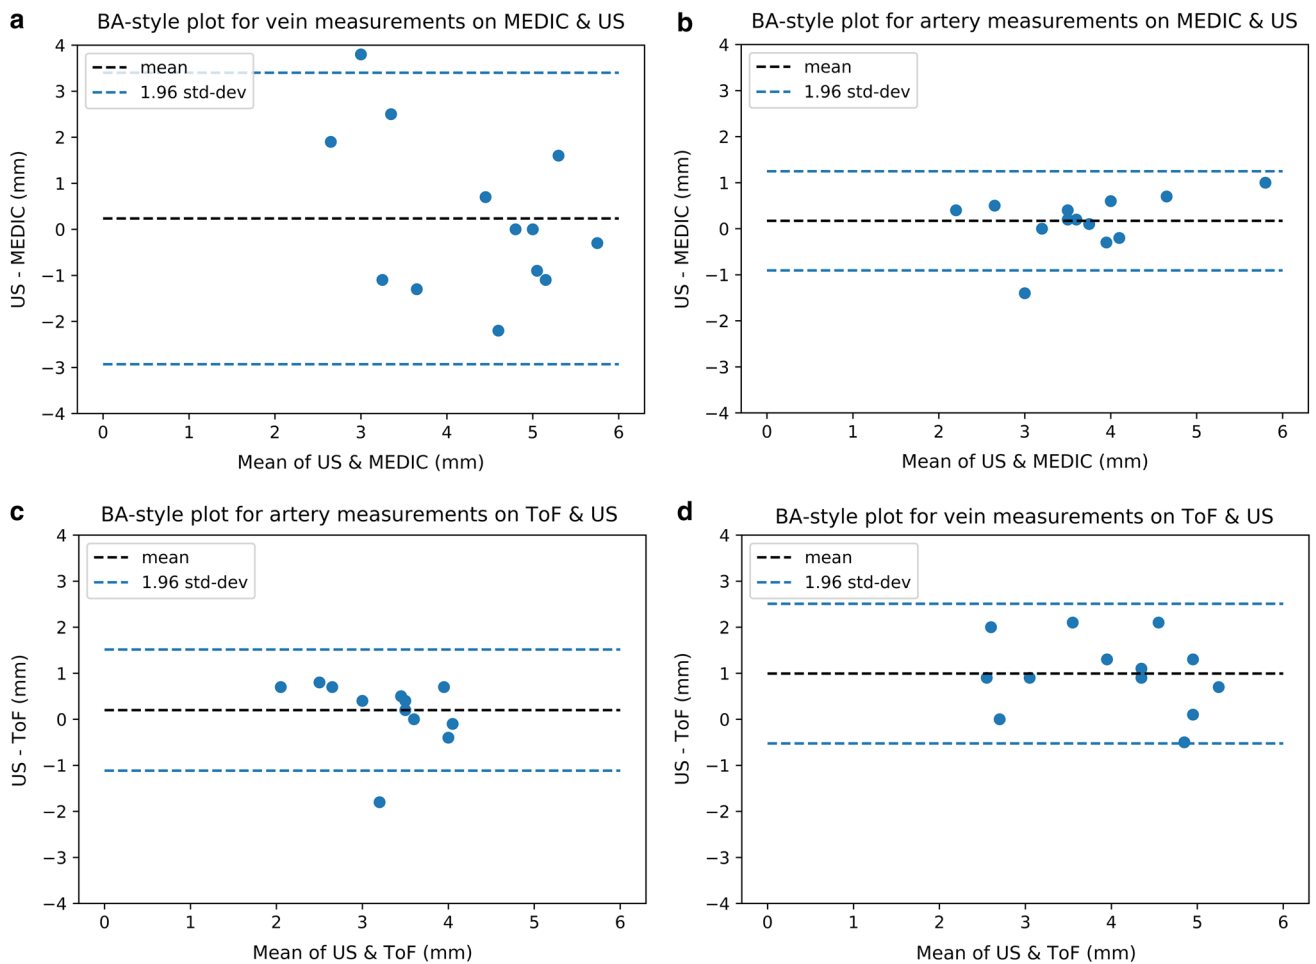 a
BA-style plot for vein measurements on MEDIC & US
mean
1.96 std-dev
4
3
2
1
0
−1
−2
−3
−4
US - MEDIC (mm)
0 1 2 3 4 5 6
Mean of US & MEDIC (mm)
b
BA-style plot for artery measurements on MEDIC & US
mean
1.96 std-dev
4
3
2
1
0
−1
−2
−3
−4
US - MEDIC (mm)
0 1 2 3 4 5 6
Mean of US & MEDIC (mm)
c
BA-style plot for artery measurements on ToF & US
mean
1.96 std-dev
4
3
2
1
0
−1
−2
−3
−4
US - ToF (mm)
0 1 2 3 4 5 6
Mean of US & ToF (mm)
d
BA-style plot for vein measurements on ToF & US
mean
1.96 std-dev
4
3
2
1
0
−1
−2
−3
−4
US - ToF (mm)
0 1 2 3 4 5 6
Mean of US & ToF (mm)